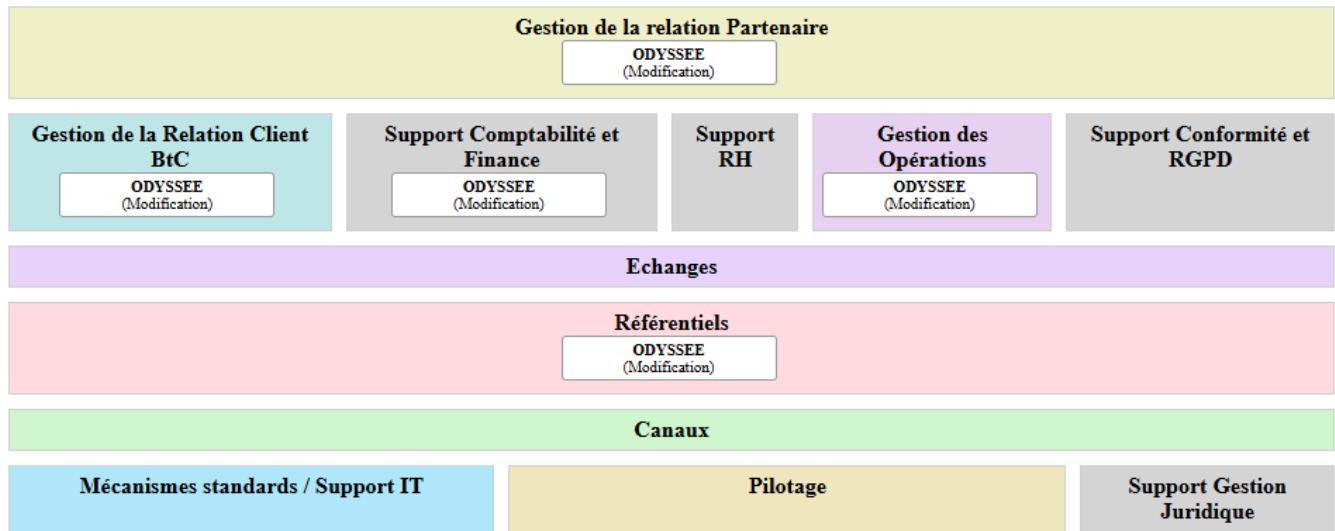 Gestion de la relation Partenaire
ODYSSEE
(Modification)
Gestion de la Relation Client
BtC
ODYSSEE
(Modification)
Support Comptabilité et
Finance
ODYSSEE
(Modification)
Support
RH
Gestion des
Opérations
ODYSSEE
(Modification)
Support Conformité et
RGPD
Echanges
Référentiels
ODYSSEE
(Modification)
Canaux
Mécanismes standards / Support IT
Pilotage
Support Gestion
Juridique